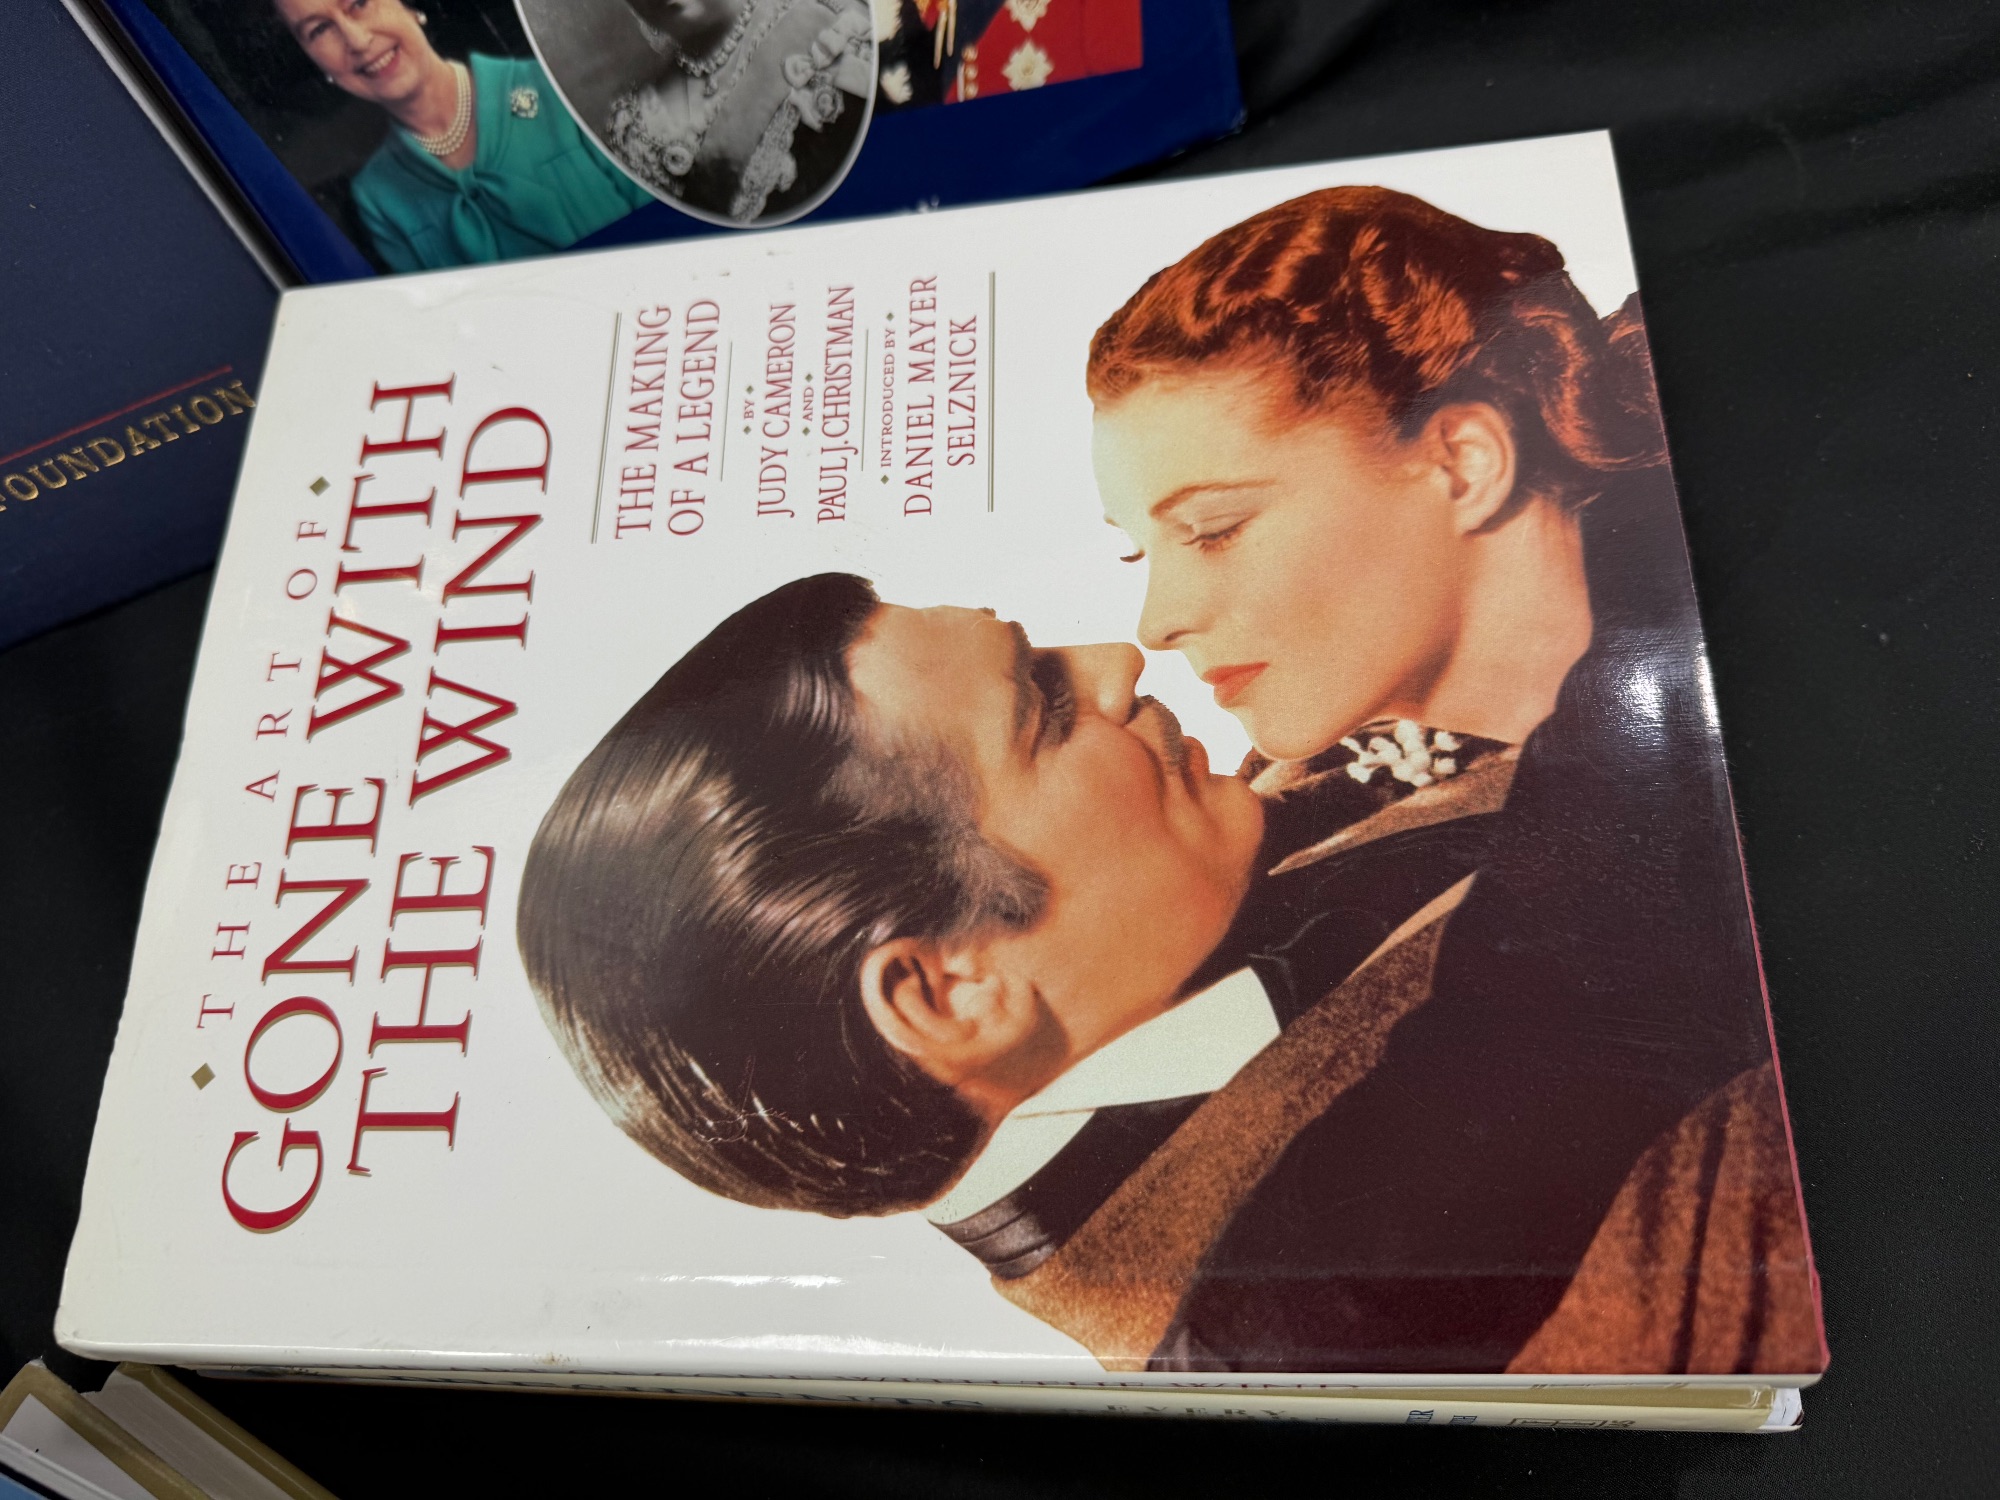 THE ART OF
GONE WITH
THE WIND
THE MAKING
OF A LEGEND
BY
JUDY CAMERON
AND
PAUL J. CHRISTMAN
INTRODUCED BY
DANIEL MAYER
SELZNICK
FOUNDATION
EVERY